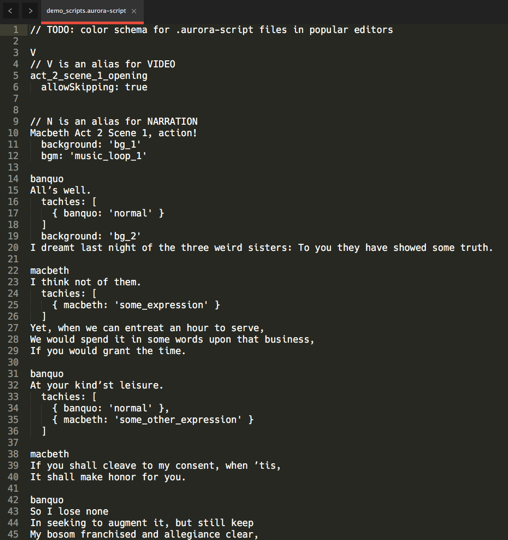 demo_scripts.aurora-script ×
1 // TODO: color schema for .aurora-script files in popular editors
2
3 V
4 // V is an alias for VIDEO
5 act_2_scene_1_opening
6   allowSkipping: true
7
8
9 // N is an alias for NARRATION
10 Macbeth Act 2 Scene 1, action!
11   background: 'bg_1'
12   bgm: 'music_loop_1'
13
14 banquo
15 All’s well.
16   tachies: [
17     { banquo: 'normal' }
18   ]
19   background: 'bg_2'
20 I dreamt last night of the three weird sisters: To you they have showed some truth.
21
22 macbeth
23 I think not of them.
24   tachies: [
25     { macbeth: 'some_expression' }
26   ]
27 Yet, when we can entreat an hour to serve,
28 We would spend it in some words upon that business,
29 If you would grant the time.
30
31 banquo
32 At your kind’st leisure.
33   tachies: [
34     { banquo: 'normal' },
35     { macbeth: 'some_other_expression' }
36   ]
37
38 macbeth
39 If you shall cleave to my consent, when ’tis,
40 It shall make honor for you.
41
42 banquo
43 So I lose none
44 In seeking to augment it, but still keep
45 My bosom franchised and allegiance clear,